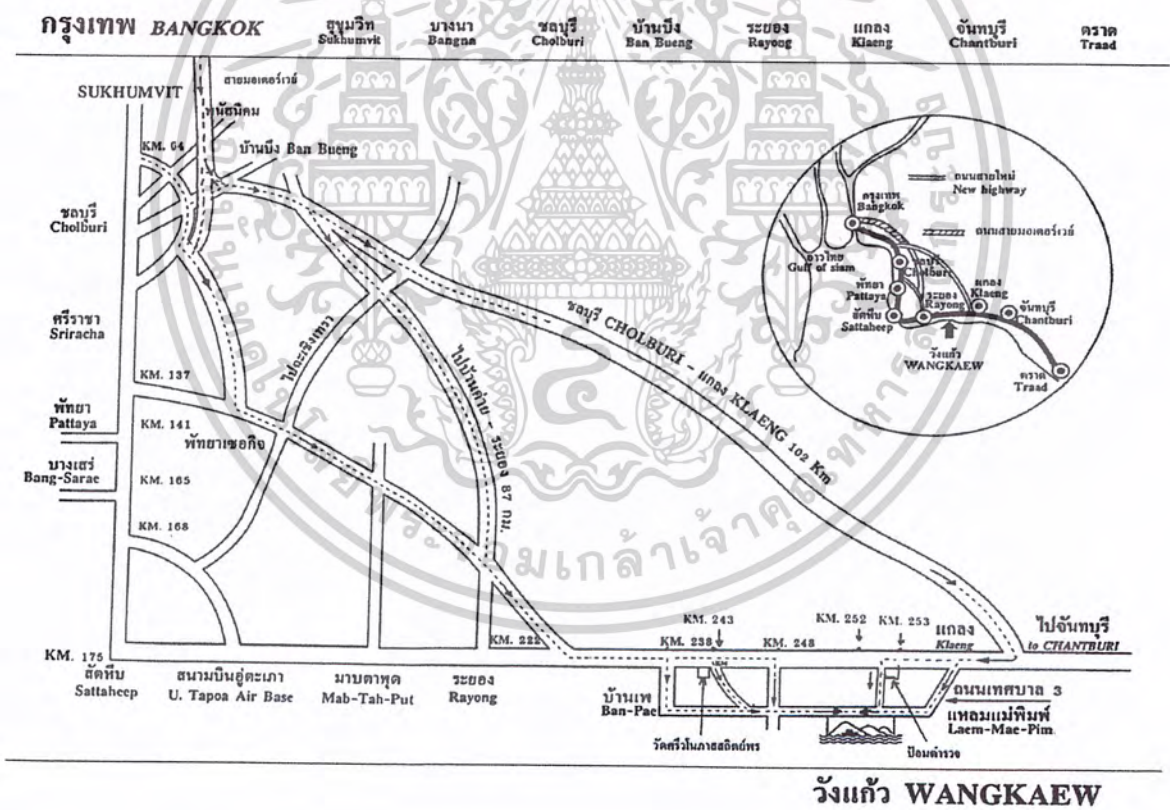 กรุงเทพ BANGKOK
สุขุมวิท
Sukhumvit
บางนา
Bangna
ชลบุรี
Cholburi
บ้านบึง
Ban Bueng
ระยอง
Rayong
แกลง
Klaeng
จันทบุรี
Chantburi
ตราด
Traad
SUKHUMVIT
สายมอเตอร์เวย์
พนัสนิคม
KM. 94
บ้านบึง Ban Bueng
ชลบุรี
Cholburi
ศรีราชา
Sriracha
KM. 137
พัทยา
Pattaya
KM. 141
พัทยาเซอกิจ
บางเสร่
Bang-Sarae
KM. 165
KM. 168
ไปฉะเชิงเทรา
ไปบ้านค่าย - ระยอง 87 กม.
ชลบุรี CHOLBURI - แกลง KLAENG 102 Km
ถนนสายใหม่
New highway
กรุงเทพ
Bangkok
ถนนสายมอเตอร์เวย์
อ่าวไทย
Gulf of siam
ชลบุรี
Cholburi
พัทยา
Pattaya
ระยอง
Rayong
แกลง
Klaeng
จันทบุรี
Chantburi
สัตหีบ
Sattaheep
วังแก้ว
WANGKAEW
ตราด
Traad
KM. 175
สัตหีบ
Sattaheep
สนามบินอู่ตะเภา
U. Tapoa Air Base
มาบตาพุด
Mab-Tah-Put
ระยอง
Rayong
KM. 222
KM. 238
KM. 243
KM. 248
KM. 252
KM. 253
แกลง
Klaeng
ไปจันทบุรี
to CHANTBURI
บ้านเพ
Ban-Pae
ถนนเทศบาล 3
แหลมแม่พิมพ์
Laem-Mae-Pim
ป้อมตำรวจ
วังแก้ว WANGKAEW